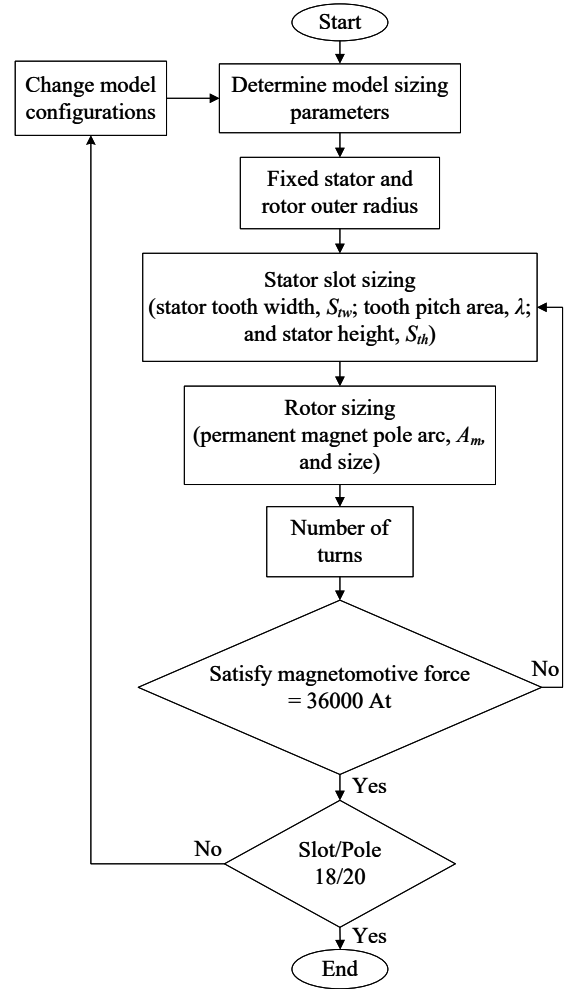 Start
Change model
configurations
Determine model sizing
parameters
Fixed stator and
rotor outer radius
Stator slot sizing
(stator tooth width, Stw; tooth pitch area, λ;
and stator height, Sth)
Rotor sizing
(permanent magnet pole arc, Am,
and size)
Number of
turns
Satisfy magnetomotive force
= 36000 At
No
Yes
No
Slot/Pole
18/20
Yes
End